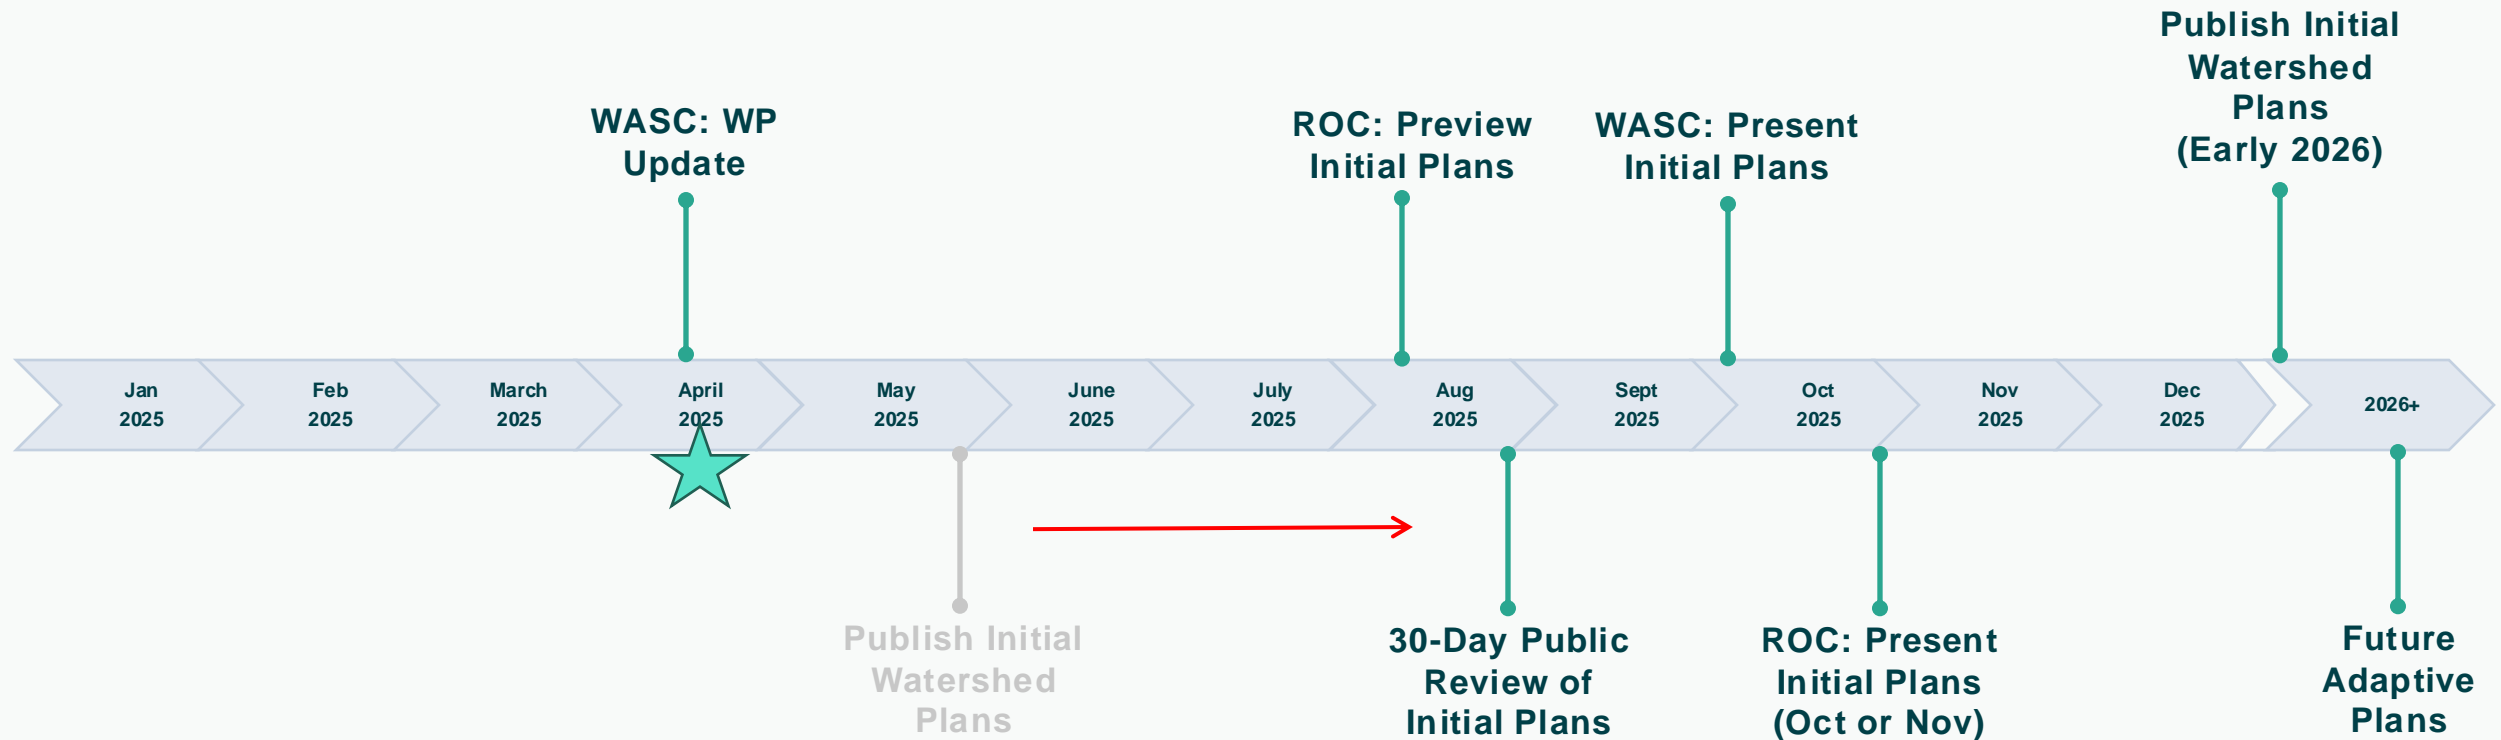 Publish Initial
Watershed
Plans
(Early 2026)
WASC: WP
Update
ROC: Preview
Initial Plans
WASC: Present
Initial Plans
Jan
2025
Feb
2025
March
2025
April
2025
May
2025
June
2025
July
2025
Aug
2025
Sept
2025
Oct
2025
Nov
2025
Dec
2025
2026+
Publish Initial
Watershed
Plans
30-Day Public
Review of
Initial Plans
ROC: Present
Initial Plans
(Oct or Nov)
Future
Adaptive
Plans